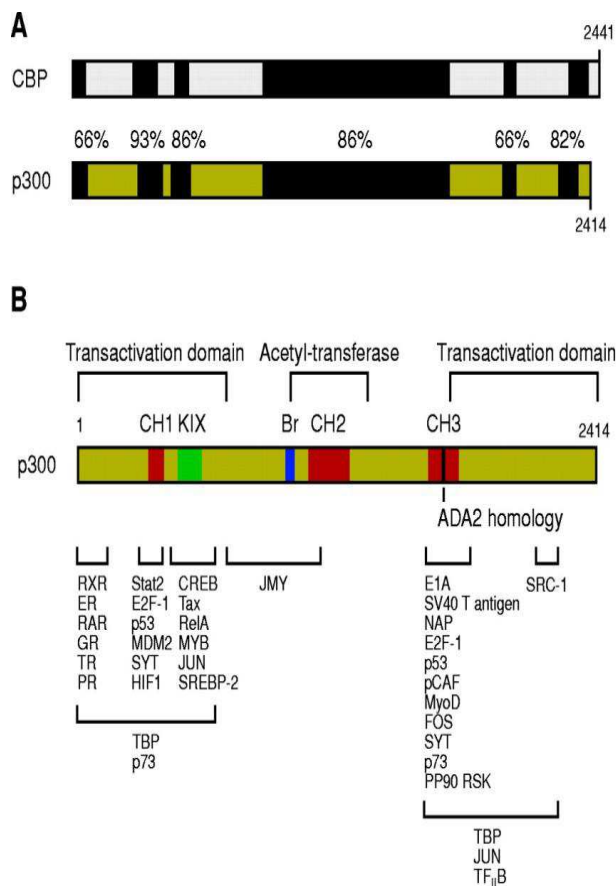 A
2441
CBP
66% 93% 86% 86% 66% 82%
p300
2414
B
Transactivation domain Acetyl-transferase Transactivation domain
1 CH1 KIX Br CH2 CH3 2414
p300
ADA2 homology
RXR Stat2 CREB JMY E1A SRC-1
ER E2F-1 Tax SV40 T antigen
RAR p53 RelA NAP
GR MDM2 MYB E2F-1
TR SYT JUN p53
PR HIF1 SREBP-2 pCAF
MyoD
FOS
TBP SYT
p73 p73
PP90 RSK
TBP
JUN
TFIIB